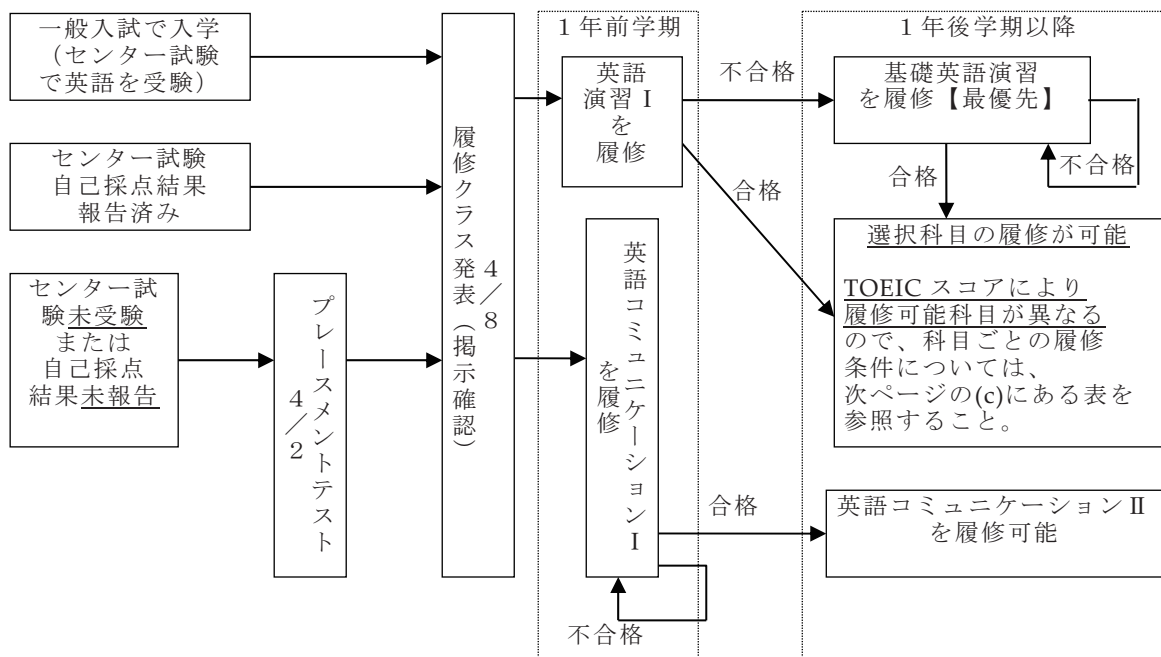 一般入試で入学
（センター試験
で英語を受験）
センター試験
自己採点結果
報告済み
センター試
験未受験
または
自己採点
結果未報告
プレースメントテスト
４／２
履修クラス発表（掲示確認）
４／８
１年前学期
英語
演習Ⅰ
を
履修
英語コミュニケーションⅠ
を履修
不合格
不合格
合格
合格
１年後学期以降
基礎英語演習
を履修【最優先】
合格
不合格
選択科目の履修が可能
TOEIC スコアにより
履修可能科目が異なる
ので、科目ごとの履修
条件については、
次ページの(c)にある表を
参照すること。
英語コミュニケーションⅡ
を履修可能